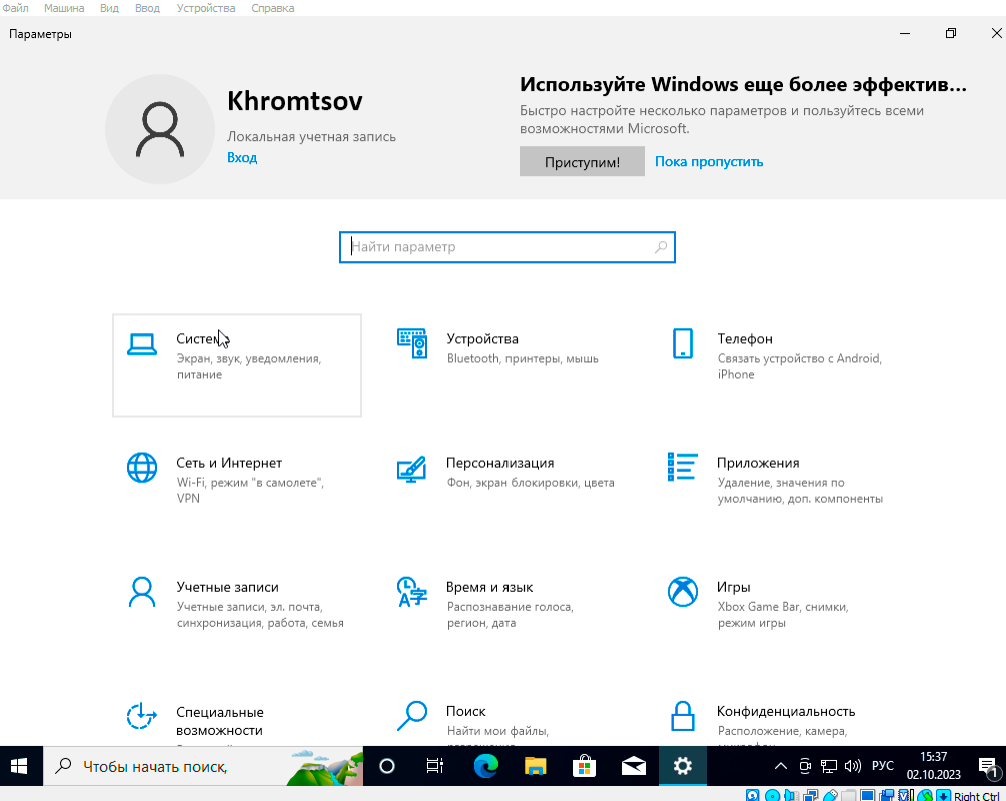 Файл Машина Вид Ввод Устройства Справка
Параметры
Khromtsov
Локальная учетная запись
Вход
Используйте Windows еще более эффектив...
Быстро настройте несколько параметров и пользуйтесь всеми
возможностями Microsoft.
Приступим! Пока пропустить
Найти параметр
Система
Экран, звук, уведомления,
питание
Устройства
Bluetooth, принтеры, мышь
Телефон
Связать устройство с Android,
iPhone
Сеть и Интернет
Wi-Fi, режим "в самолете",
VPN
Персонализация
Фон, экран блокировки, цвета
Приложения
Удаление, значения по
умолчанию, доп. компоненты
Учетные записи
Учетные записи, эл. почта,
синхронизация, работа, семья
Время и язык
Распознавание голоса,
регион, дата
Игры
Xbox Game Bar, снимки,
режим игры
Специальные
возможности
Поиск
Найти мои файлы,
Конфиденциальность
Расположение, камера,
Чтобы начать поиск,
РУС
15:37
02.10.2023
1
Right Ctrl